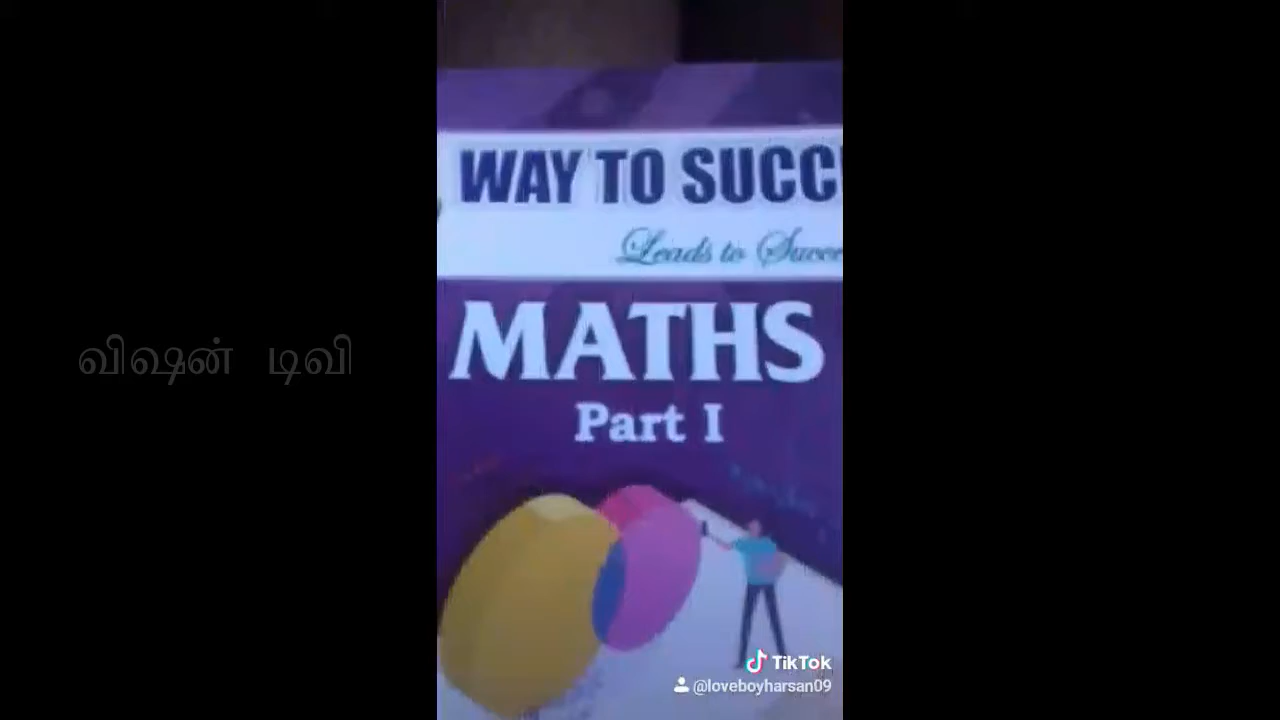 WAY TO SUCC
Leads to Succe
MATHS
Part I
விஷன் டிவி
TikTok
@loveboyharsan09